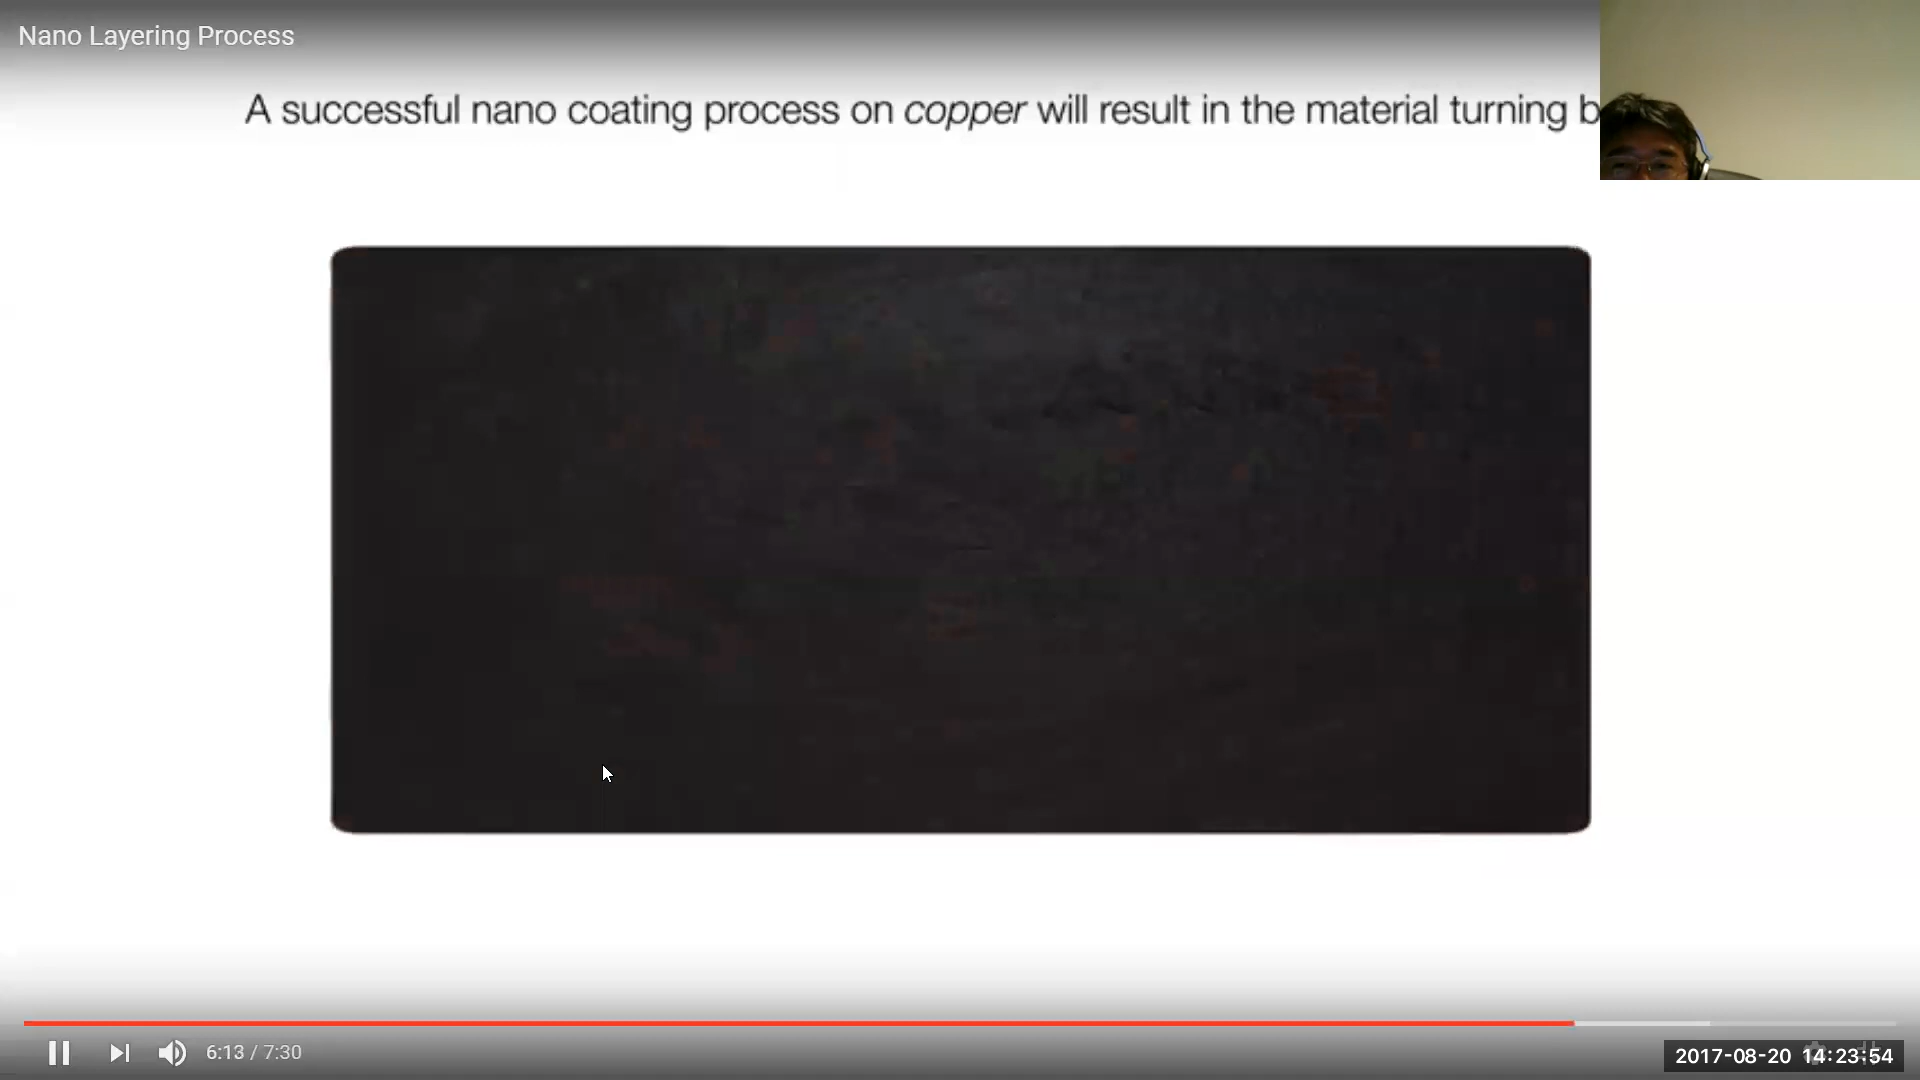 Nano Layering Process
A successful nano coating process on copper will result in the material turning b
6:13 / 7:30
2017-08-20 14:23:54